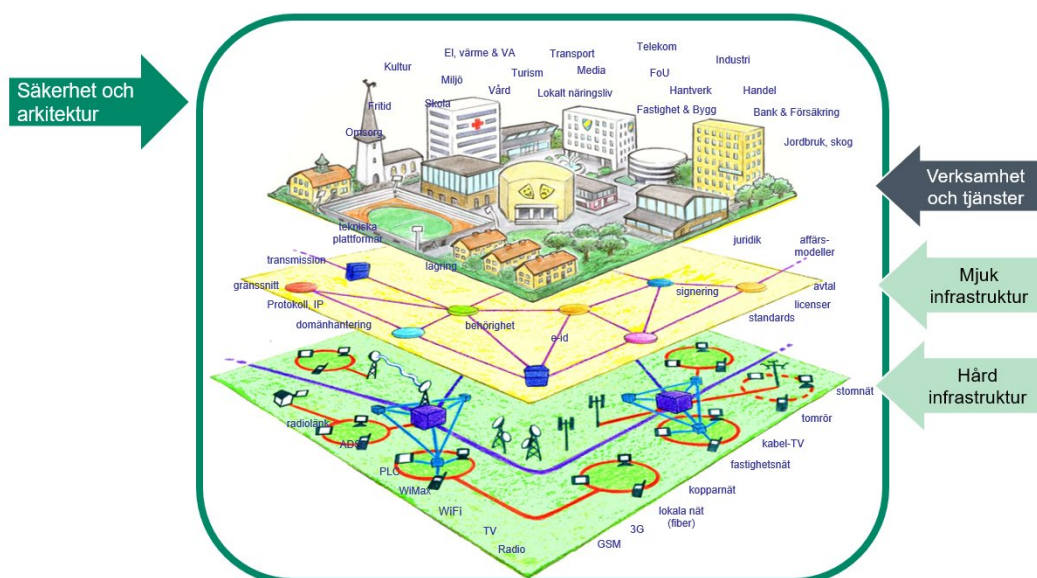 Säkerhet och
arkitektur
El, värme & VA
Transport
Telekom
Industri
Kultur
Miljö
Turism
Media
FoU
Vård
Lokalt näringsliv
Hantverk
Handel
Fritid
Skola
Fastighet & Bygg
Bank & Försäkring
Omsorg
Jordbruk, skog
Verksamhet
och tjänster
tekniska
plattformar
juridik
affärs-
modeller
transmission
lagring
gränssnitt
signering
avtal
Protokoll, IP
licenser
domänhantering
behörighet
e-id
standards
Mjuk
infrastruktur
Hård
infrastruktur
stomnät
radiolänk
tomrör
kabel-TV
PLC
fastighetsnät
WiMax
kopparnät
WiFi
lokala nät
(fiber)
TV
3G
Radio
GSM